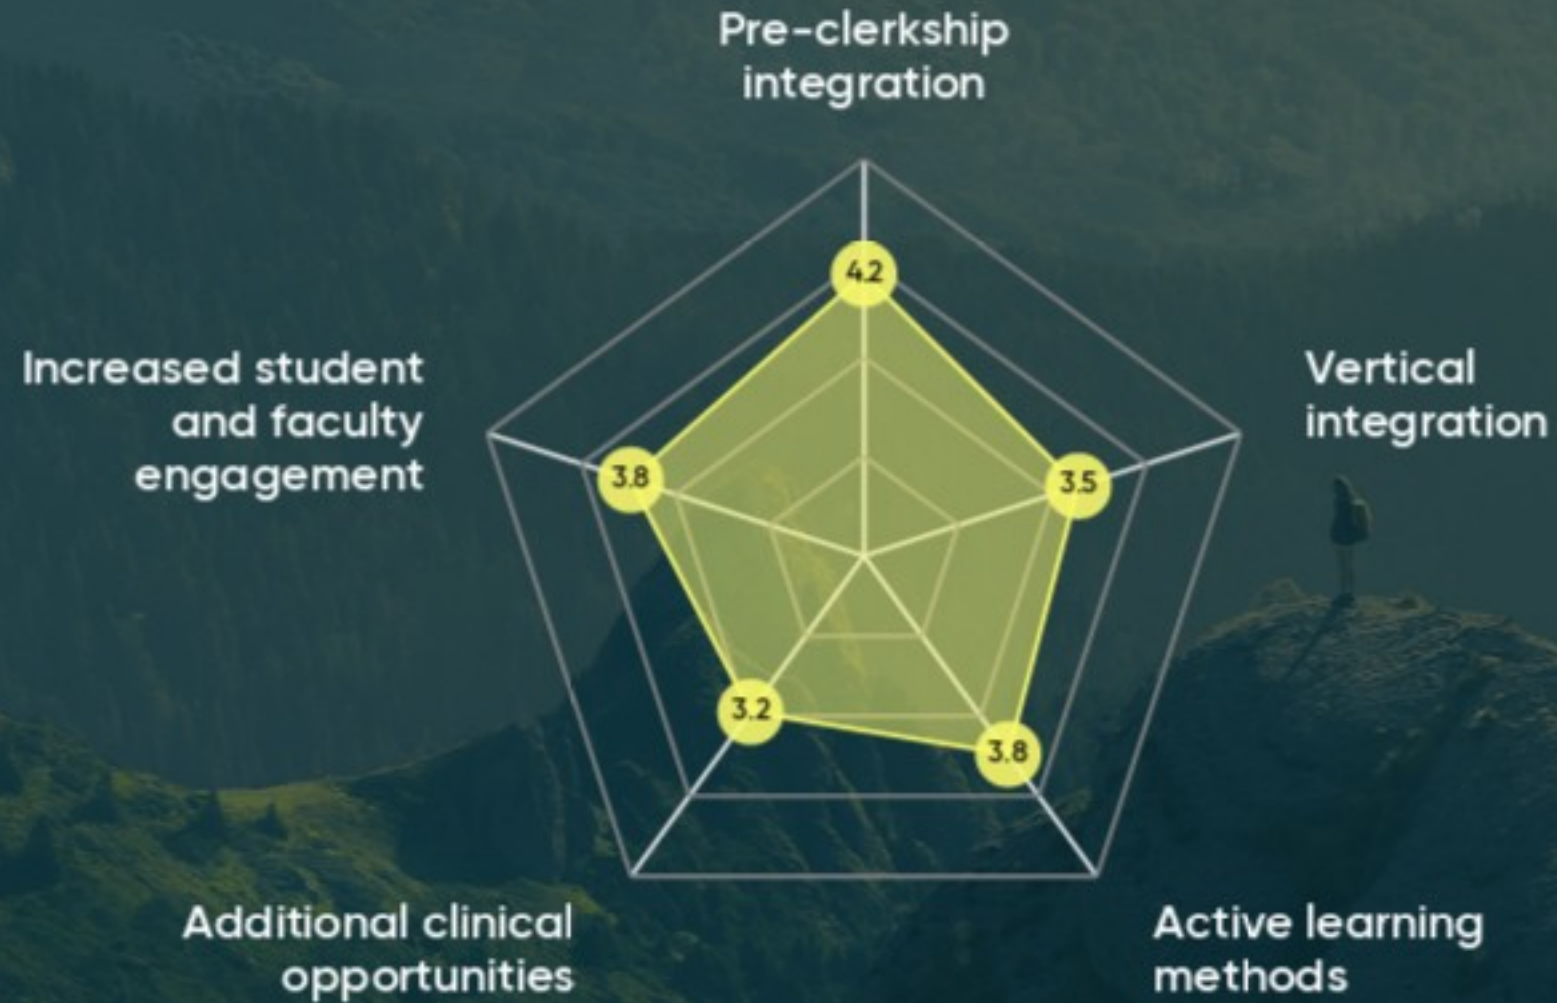 Pre-clerkship
integration
4.2
Increased student
and faculty
engagement
3.8
Vertical
integration
3.5
3.2
3.8
Additional clinical
opportunities
Active learning
methods